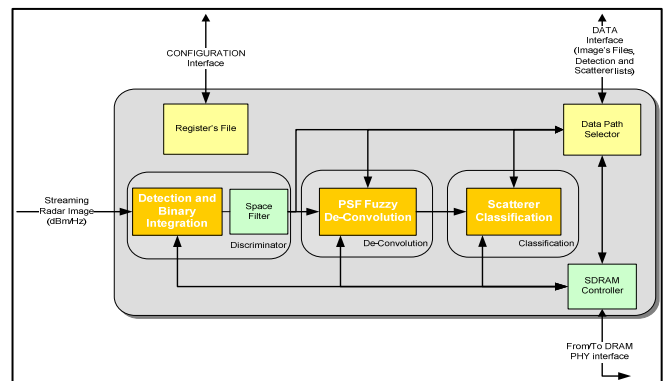 CONFIGURATION
Interface
DATA
Interface
(Image's Files,
Detection and
Scatterer lists)
Register's File
Data Path
Selector
Streaming
Radar Image
(dBm/Hz)
Detection and
Binary
Integration
Space
Filter
Discriminator
PSF Fuzzy
De-Convolution
De-Convolution
Scatterer
Classification
Classification
SDRAM
Controller
From/To DRAM
PHY interface